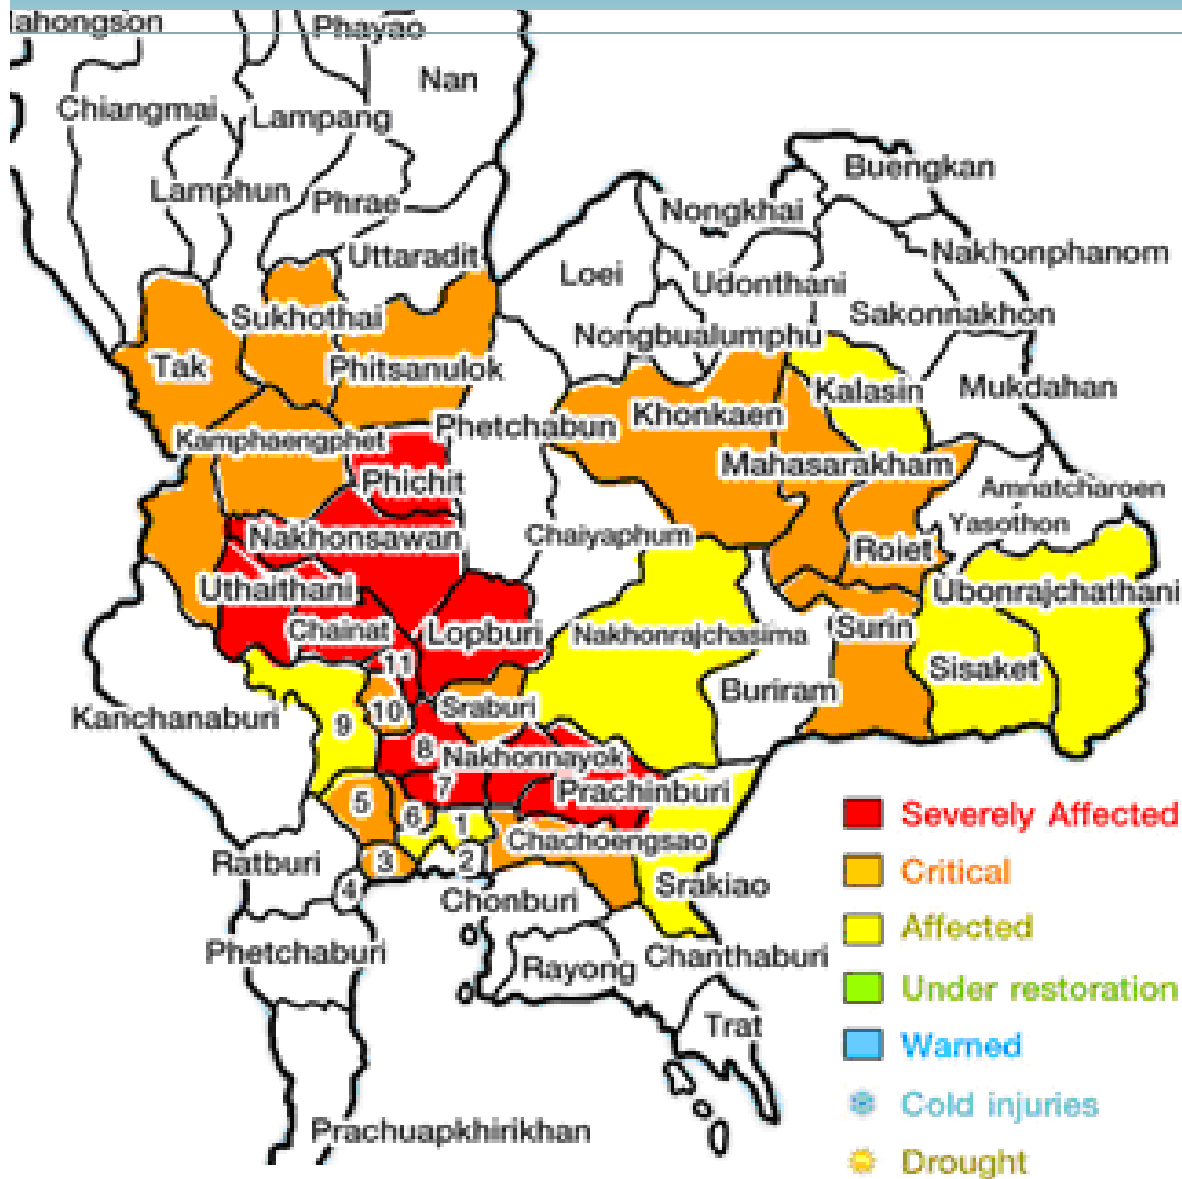 ahongson
Phayao
Nan
Chiangmai
Lampang
Buengkan
Lamphun
Phrae
Nongkhai
Uttaradit
Nakhonphanom
Loei
Udonthani
Sukhothai
Sakonnakhon
Nongbualumphu
Tak
Phitsanulok
Kalasin
Mukdahan
Khonkaen
Phetchabun
Kamphaengphet
Mahasarakham
Phichit
Amnatcharoen
Yasothon
Nakhonsawan
Chaiyaphum
Roiet
Uthaithani
Ubonrajchathani
Chainat
Lopburi
Nakhonrajchasima
Surin
11
Sisaket
Buriram
Kanchanaburi
10
Sraburi
9
8
Nakhonnayok
7
Prachinburi
5
6
1
Severely Affected
Chachoengsao
Ratburi
3
2
Critical
4
Srakiao
Chonburi
Affected
Phetchaburi
Chanthaburi
Rayong
Under restoration
Trat
Warned
Cold injuries
Prachuapkhirikhan
Drought